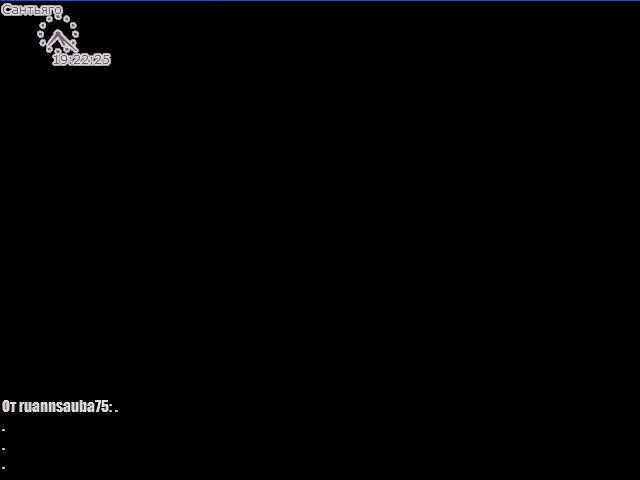 Сантьяго
19:22:25
От ruannsauba75: .
.
.
.